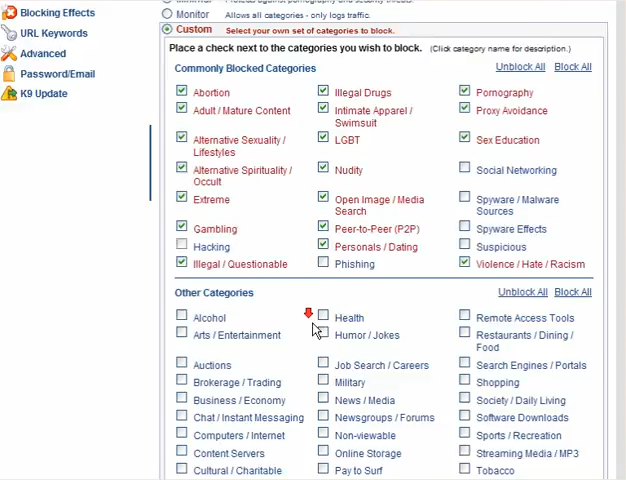 Blocking Effects
URL Keywords
Advanced
Password/Email
K9 Update
Monitor Allows all categories - only logs traffic.
Custom Select your own set of categories to block.
Place a check next to the categories you wish to block. (Click category name for description.)
Commonly Blocked Categories Unblock All Block All
Abortion Illegal Drugs Pornography
Adult / Mature Content Intimate Apparel / Proxy Avoidance
Swimsuit
Alternative Sexuality / LGBT Sex Education
Lifestyles
Alternative Spirituality / Nudity Social Networking
Occult
Extreme Open Image / Media Spyware / Malware
Search Sources
Gambling Peer-to-Peer (P2P) Spyware Effects
Hacking Personals / Dating Suspicious
Illegal / Questionable Phishing Violence / Hate / Racism
Other Categories Unblock All Block All
Alcohol Health Remote Access Tools
Arts / Entertainment Humor / Jokes Restaurants / Dining /
Food
Auctions Job Search / Careers Search Engines / Portals
Brokerage / Trading Military Shopping
Business / Economy News / Media Society / Daily Living
Chat / Instant Messaging Newsgroups / Forums Software Downloads
Computers / Internet Non-viewable Sports / Recreation
Content Servers Online Storage Streaming Media / MP3
Cultural / Charitable Pay to Surf Tobacco